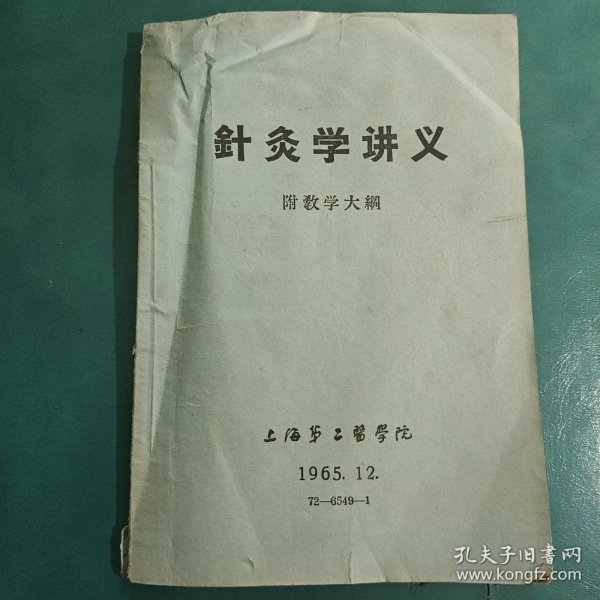 針灸学讲义
附教学大綱
上海第二醫學院
1965.12.
72—6549—1
孔夫子旧書网
www.kongfz.com